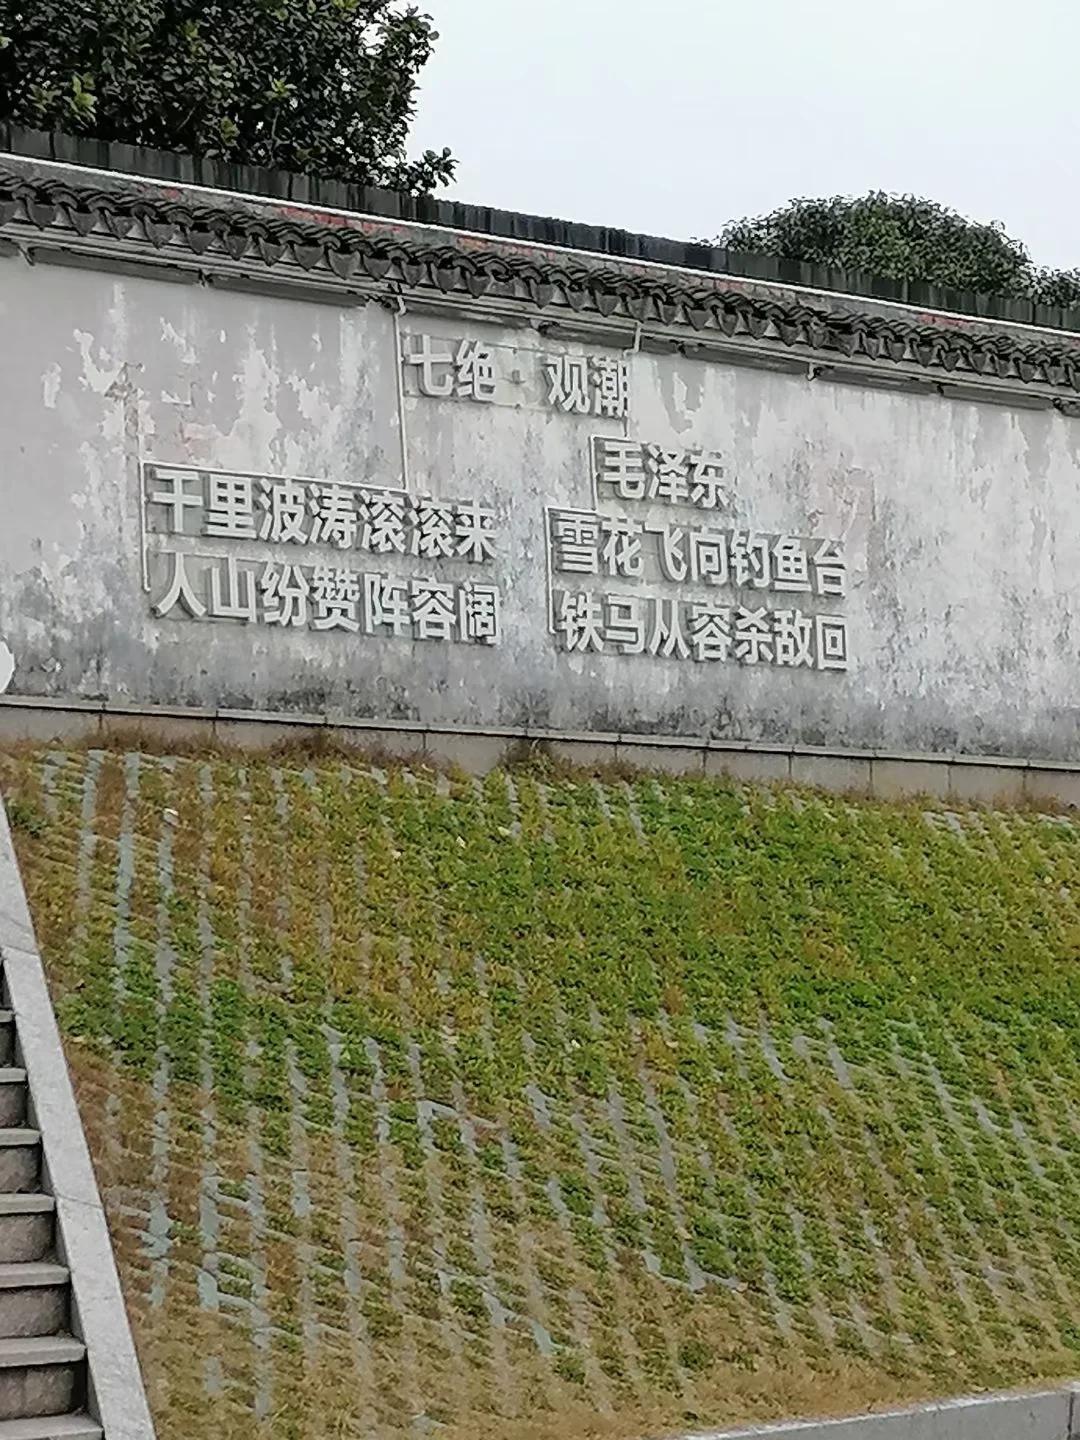 七绝 观潮
毛泽东
千里波涛滚滚来
雪花飞向钓鱼台
人山纷赞阵容阔
铁马从容杀敌回